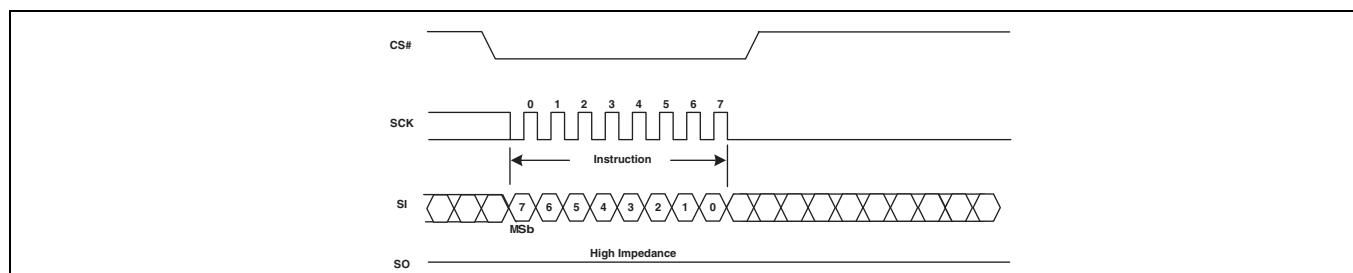 CS#
0 1 2 3 4 5 6 7
SCK
Instruction
SI
7 6 5 4 3 2 1 0
MSb
High Impedance
SO